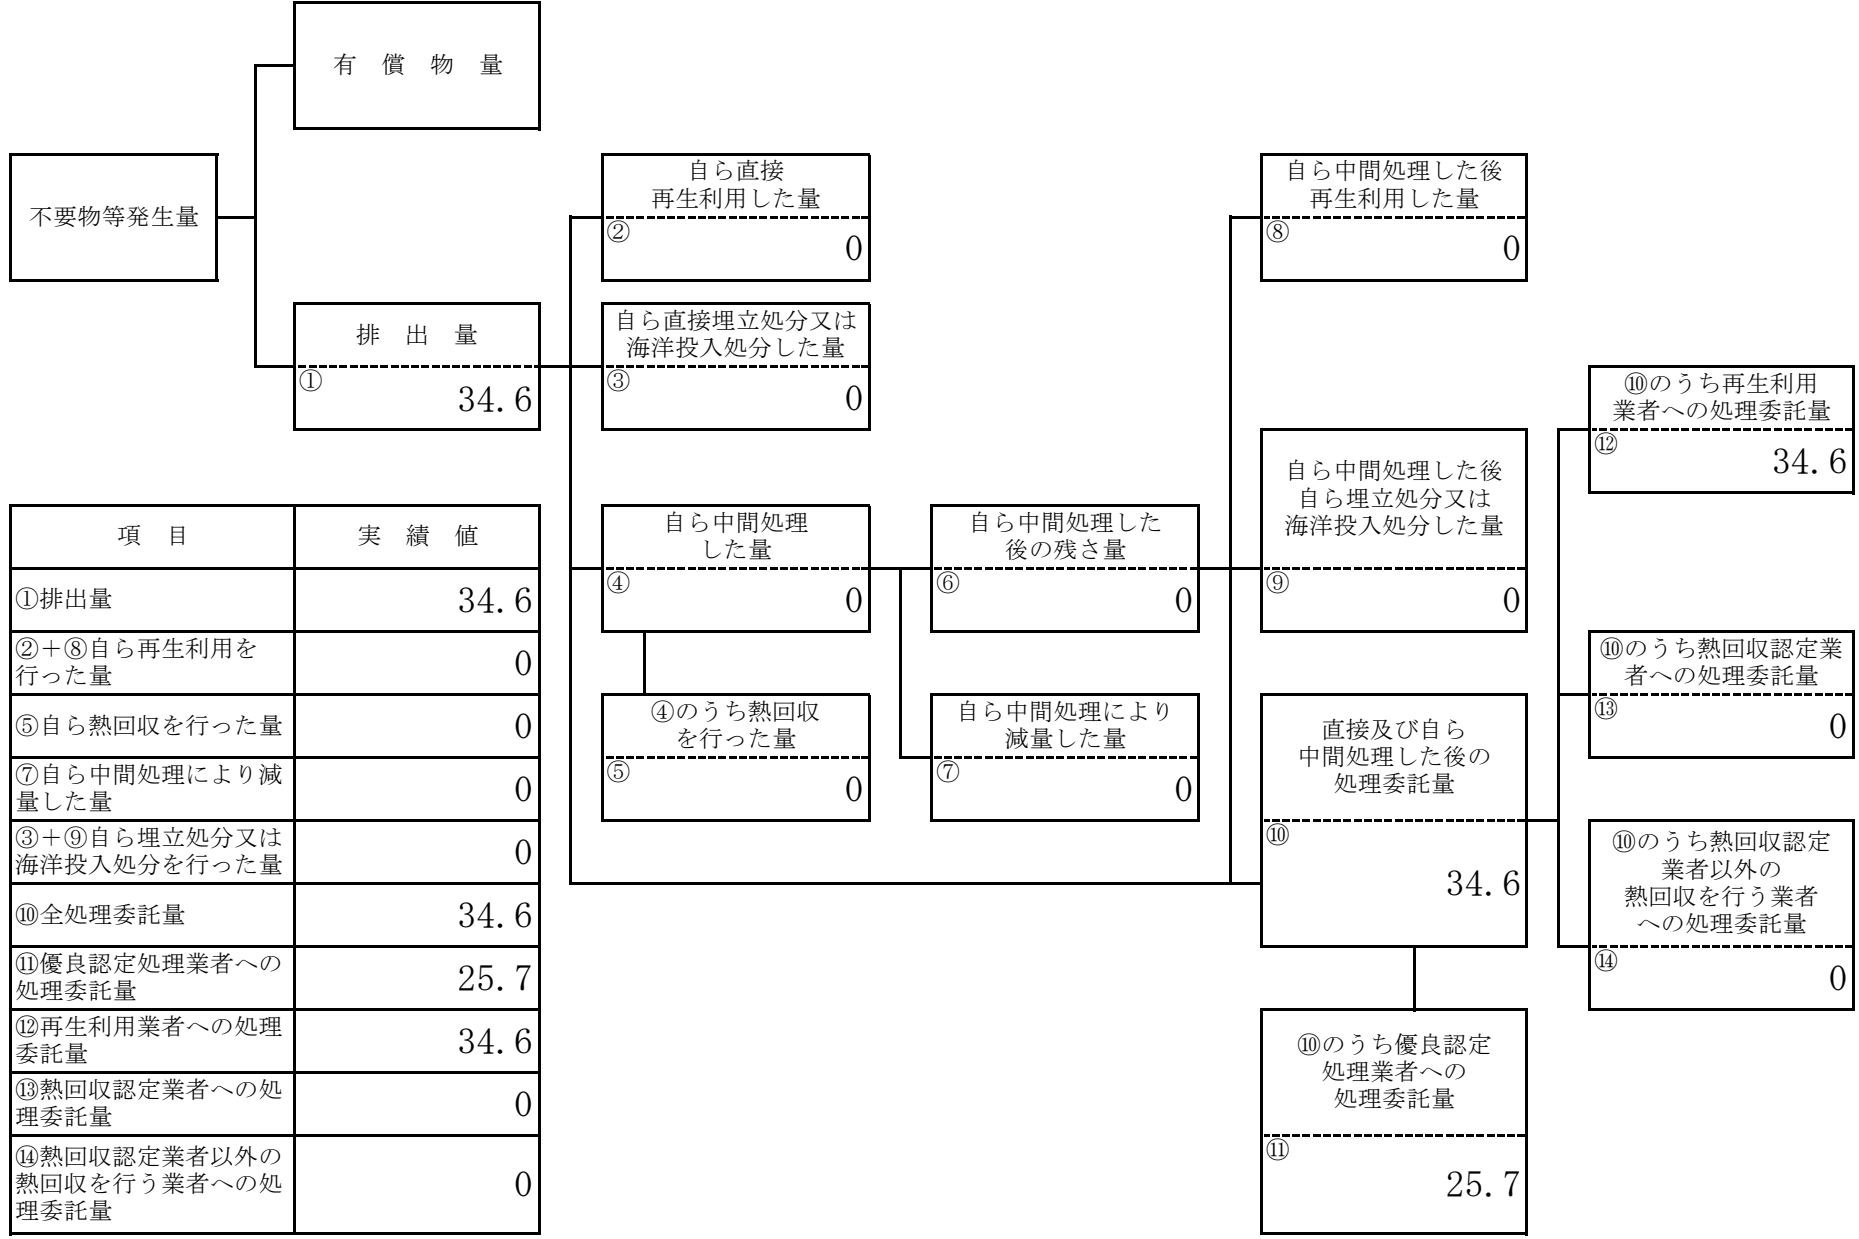 有償物量
不要物等発生量
排出量
①
34.6
自ら直接
再生利用した量
②
0
自ら直接埋立処分又は
海洋投入処分した量
③
0
自ら中間処理
した量
④
0
④のうち熱回収
を行った量
⑤
0
自ら中間処理した
後の残さ量
⑥
0
自ら中間処理により
減量した量
⑦
0
自ら中間処理した後
再生利用した量
⑧
0
自ら中間処理した後
自ら埋立処分又は
海洋投入処分した量
⑨
0
直接及び自ら
中間処理した後の
処理委託量
⑩
34.6
⑩のうち優良認定
処理業者への
処理委託量
⑪
25.7
⑩のうち再生利用
業者への処理委託量
⑫
34.6
⑩のうち熱回収認定業
者への処理委託量
⑬
0
⑩のうち熱回収認定
業者以外の
熱回収を行う業者
への処理委託量
⑭
0
項目 実績値
①排出量 34.6
②＋⑧自ら再生利用を
行った量 0
⑤自ら熱回収を行った量 0
⑦自ら中間処理により減
量した量 0
③＋⑨自ら埋立処分又は
海洋投入処分を行った量 0
⑩全処理委託量 34.6
⑪優良認定処理業者への
処理委託量 25.7
⑫再生利用業者への処理
委託量 34.6
⑬熱回収認定業者への処
理委託量 0
⑭熱回収認定業者以外の
熱回収を行う業者への処
理委託量 0